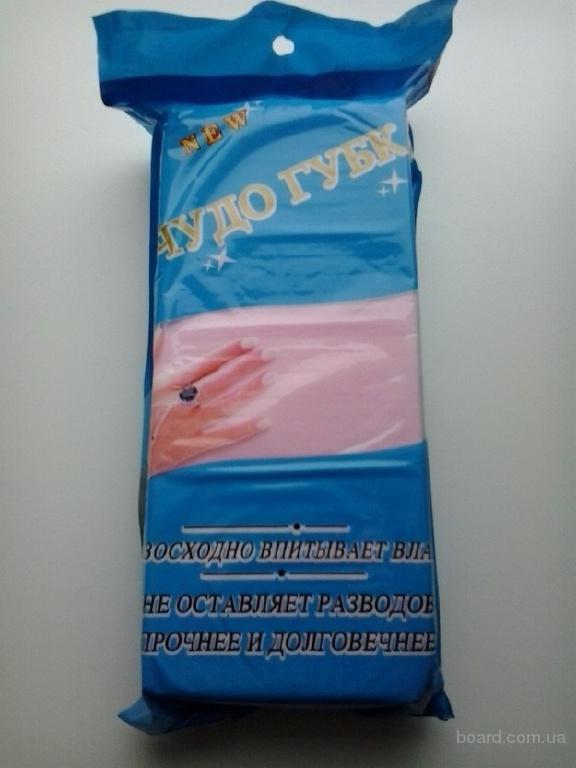 NEW
ЧУДО ГУБК
ВОСХОДНО ВПИТЫВАЕТ ВЛА
НЕ ОСТАВЛЯЕТ РАЗВОДОВ
ПРОЧНЕЕ И ДОЛГОВЕЧНЕЕ
board.com.ua